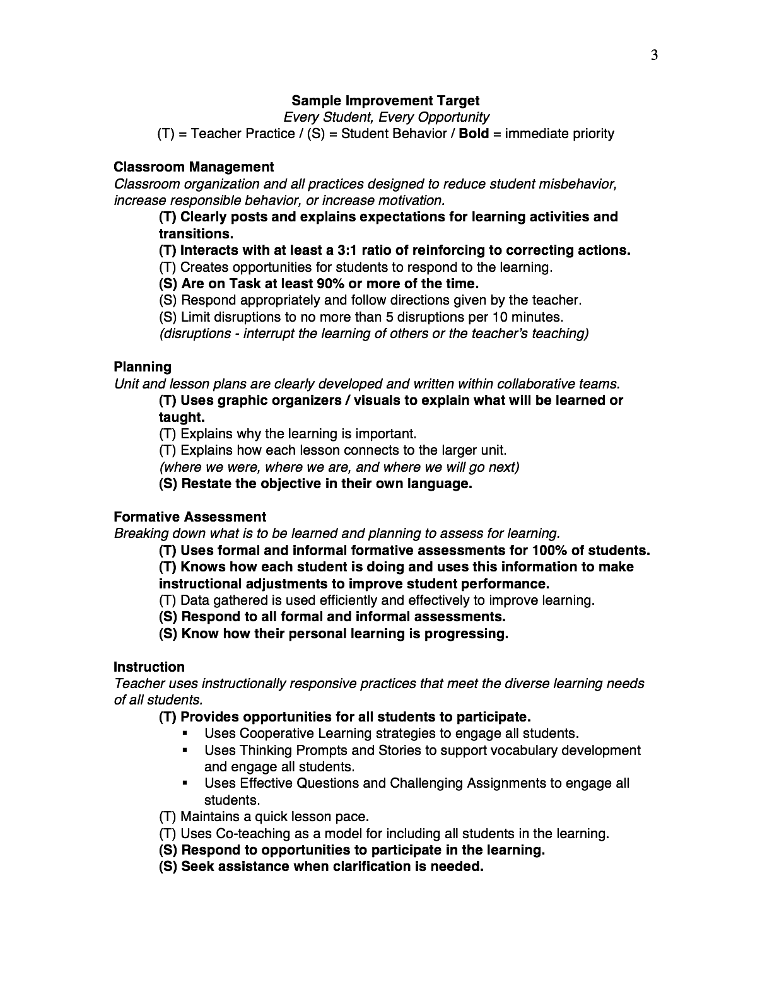 3
Sample Improvement Target
Every Student, Every Opportunity
(T) = Teacher Practice / (S) = Student Behavior / Bold = immediate priority
Classroom Management
Classroom organization and all practices designed to reduce student misbehavior,
increase responsible behavior, or increase motivation.
(T) Clearly posts and explains expectations for learning activities and
transitions.
(T) Interacts with at least a 3:1 ratio of reinforcing to correcting actions.
(T) Creates opportunities for students to respond to the learning.
(S) Are on Task at least 90% or more of the time.
(S) Respond appropriately and follow directions given by the teacher.
(S) Limit disruptions to no more than 5 disruptions per 10 minutes.
(disruptions - interrupt the learning of others or the teacher’s teaching)
Planning
Unit and lesson plans are clearly developed and written within collaborative teams.
(T) Uses graphic organizers / visuals to explain what will be learned or
taught.
(T) Explains why the learning is important.
(T) Explains how each lesson connects to the larger unit.
(where we were, where we are, and where we will go next)
(S) Restate the objective in their own language.
Formative Assessment
Breaking down what is to be learned and planning to assess for learning.
(T) Uses formal and informal formative assessments for 100% of students.
(T) Knows how each student is doing and uses this information to make
instructional adjustments to improve student performance.
(T) Data gathered is used efficiently and effectively to improve learning.
(S) Respond to all formal and informal assessments.
(S) Know how their personal learning is progressing.
Instruction
Teacher uses instructionally responsive practices that meet the diverse learning needs
of all students.
(T) Provides opportunities for all students to participate.
▪ Uses Cooperative Learning strategies to engage all students.
▪ Uses Thinking Prompts and Stories to support vocabulary development
and engage all students.
▪ Uses Effective Questions and Challenging Assignments to engage all
students.
(T) Maintains a quick lesson pace.
(T) Uses Co-teaching as a model for including all students in the learning.
(S) Respond to opportunities to participate in the learning.
(S) Seek assistance when clarification is needed.